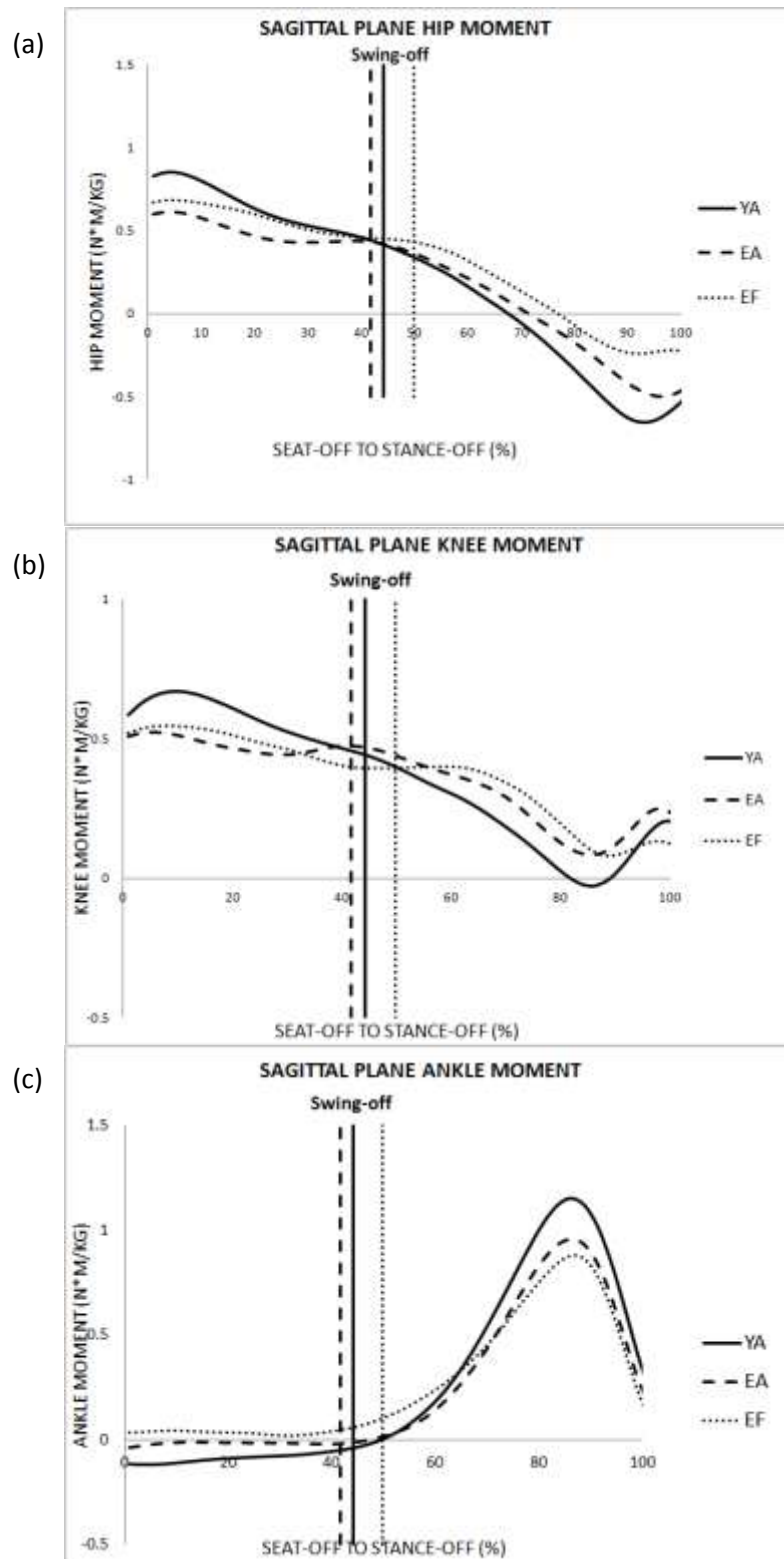 (a)
SAGITTAL PLANE HIP MOMENT
Swing-off
HIP MOMENT (N*M/KG)
1.5
1
0.5
0
-0.5
-1
0 10 20 30 40 50 60 70 80 90 100
SEAT-OFF TO STANCE-OFF (%)
YA
EA
EF
(b)
SAGITTAL PLANE KNEE MOMENT
Swing-off
KNEE MOMENT (N*M/KG)
1
0.5
0
-0.5
0 20 40 60 80 100
SEAT-OFF TO STANCE-OFF (%)
YA
EA
EF
(c)
SAGITTAL PLANE ANKLE MOMENT
Swing-off
ANKLE MOMENT (N*M/KG)
1.5
1
0.5
0
-0.5
0 20 40 60 80 100
SEAT-OFF TO STANCE-OFF (%)
YA
EA
EF